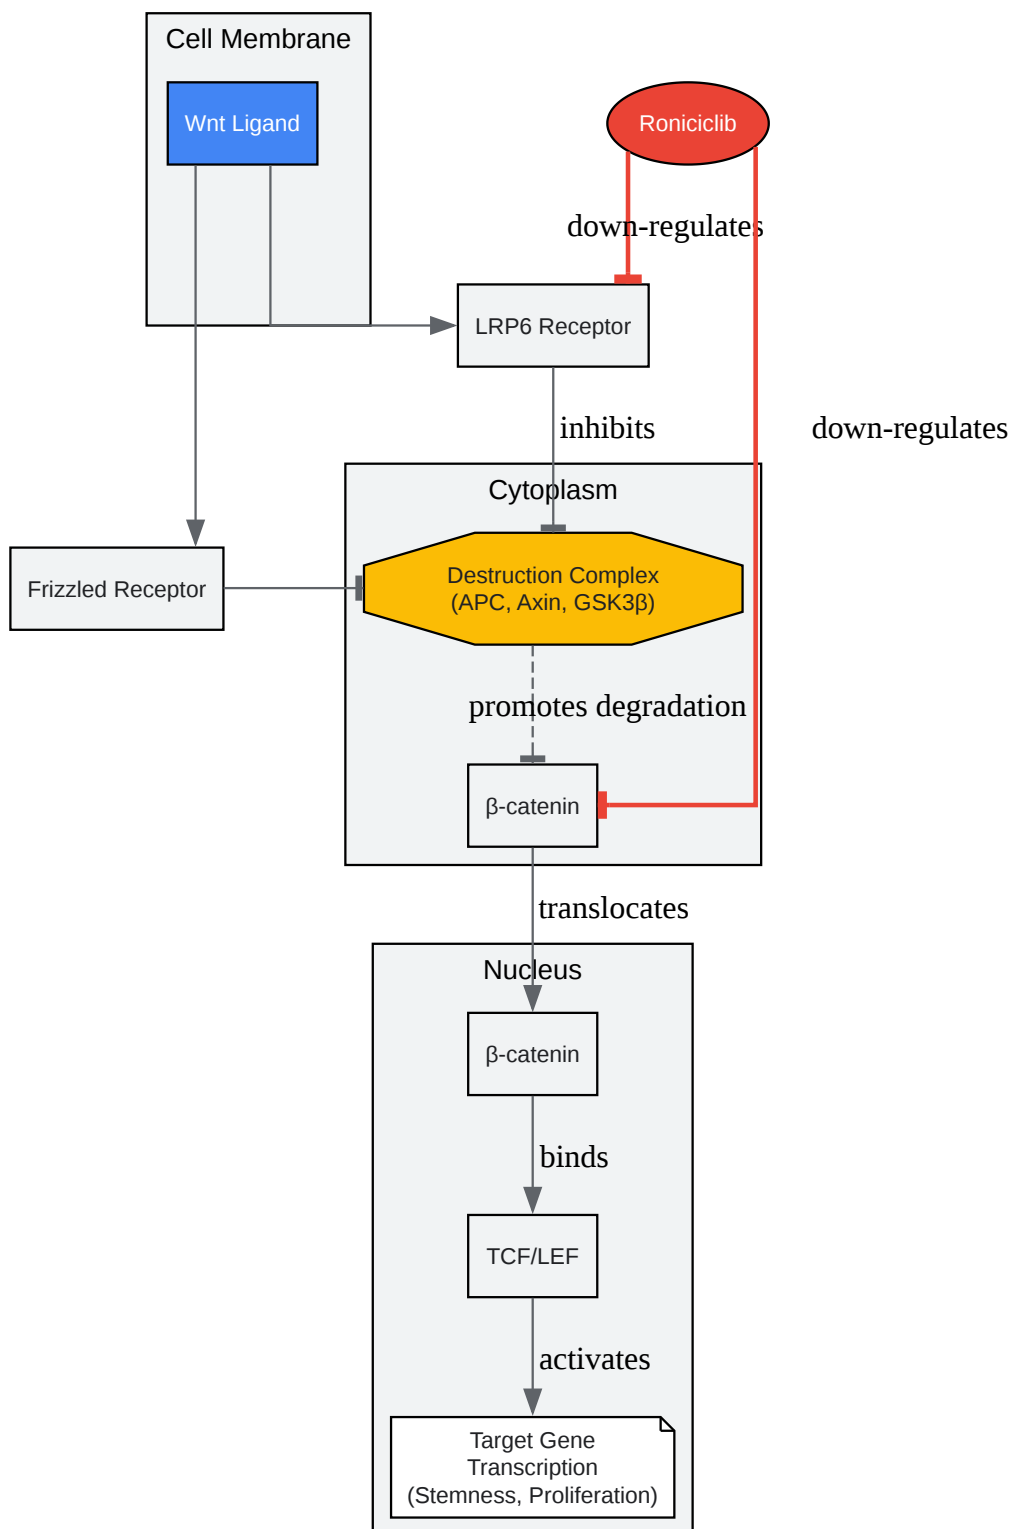 Cell Membrane
Wnt Ligand
Roniciclib
down-regulates
LRP6 Receptor
inhibits
down-regulates
Cytoplasm
Frizzled Receptor
Destruction Complex
(APC, Axin, GSK3β)
promotes degradation
β-catenin
translocates
Nucleus
β-catenin
binds
TCF/LEF
activates
Target Gene
Transcription
(Stemness, Proliferation)